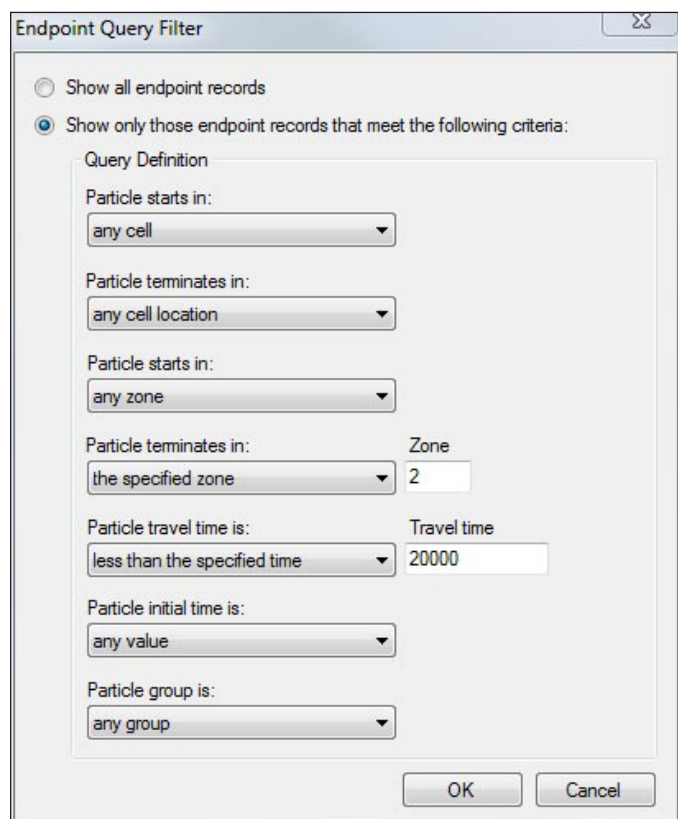 Endpoint Query Filter
Show all endpoint records
Show only those endpoint records that meet the following criteria:
Query Definition
Particle starts in:
any cell
Particle terminates in:
any cell location
Particle starts in:
any zone
Particle terminates in: Zone
the specified zone 2
Particle travel time is: Travel time
less than the specified time 20000
Particle initial time is:
any value
Particle group is:
any group
OK Cancel